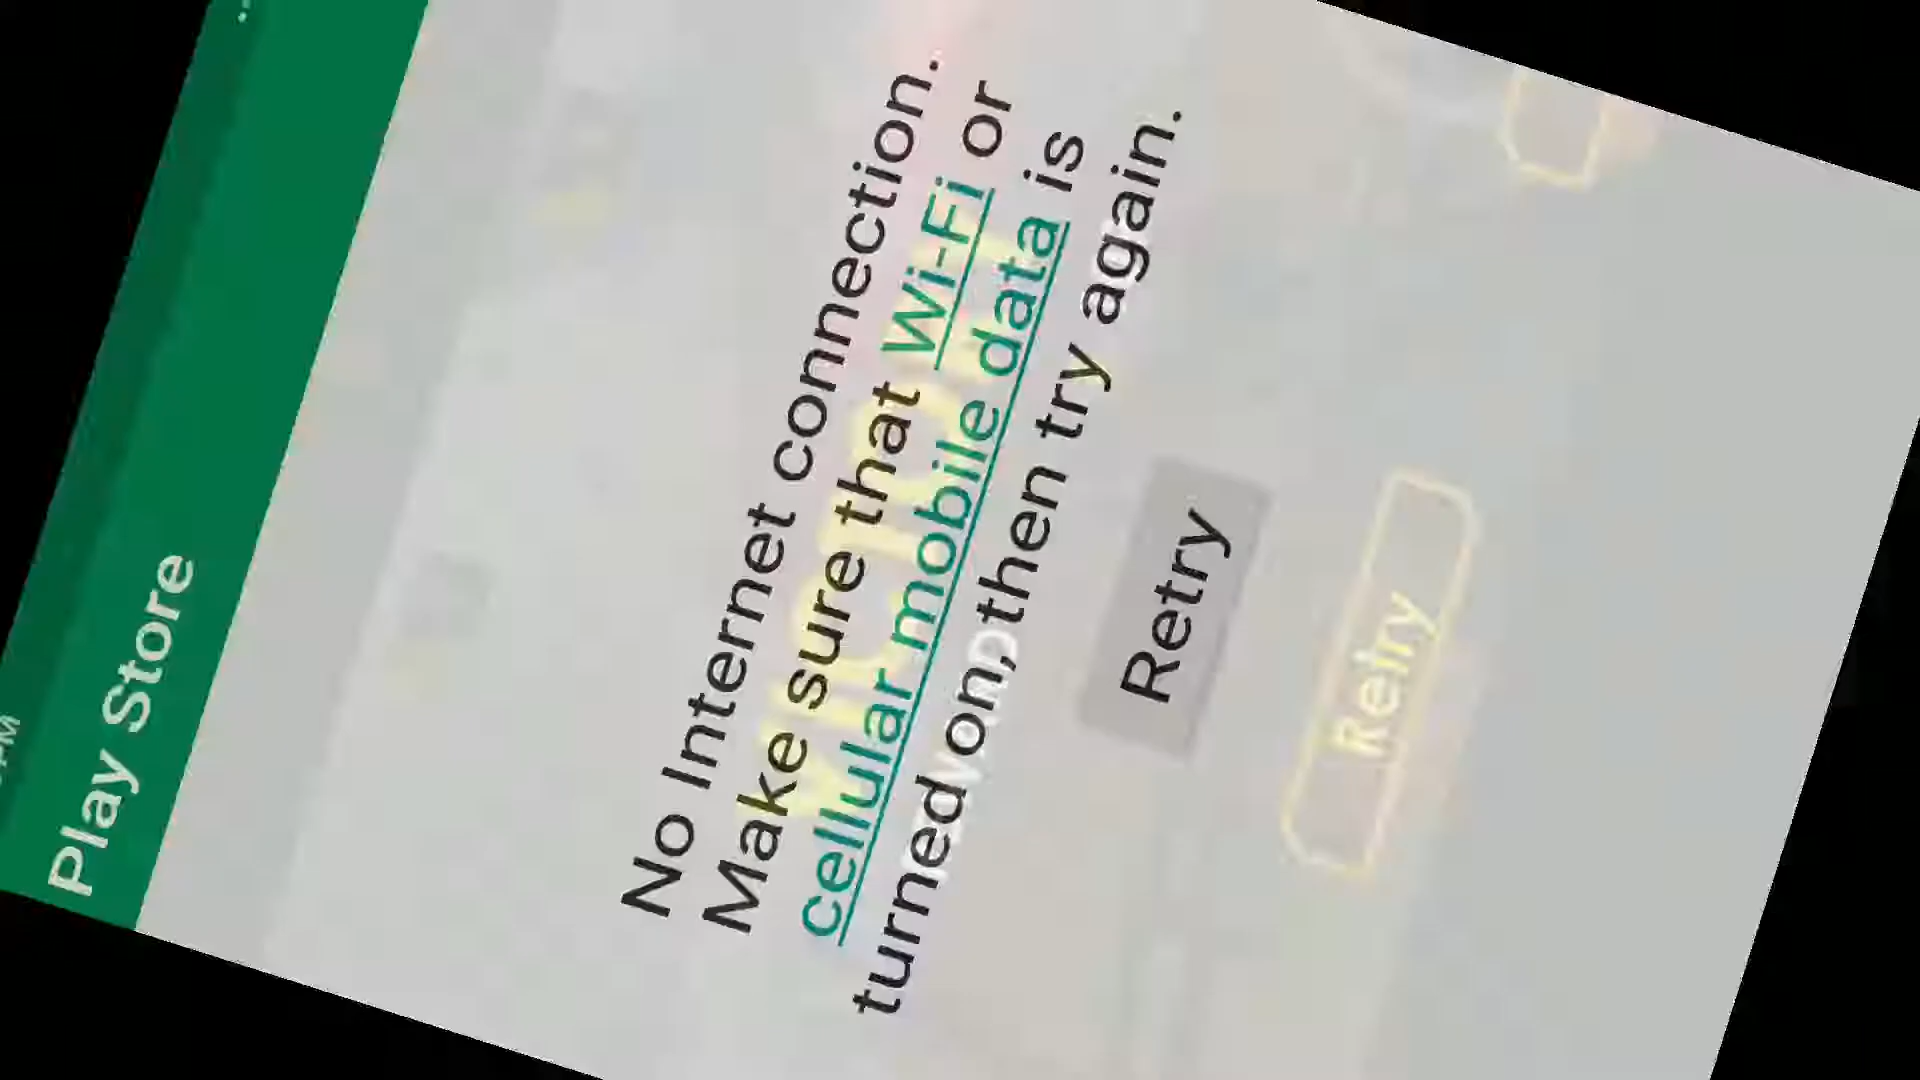 Play Store
No Internet connection.
Make sure that Wi-Fi or
cellular mobile data is
turned on, then try again.
Retry
Retry